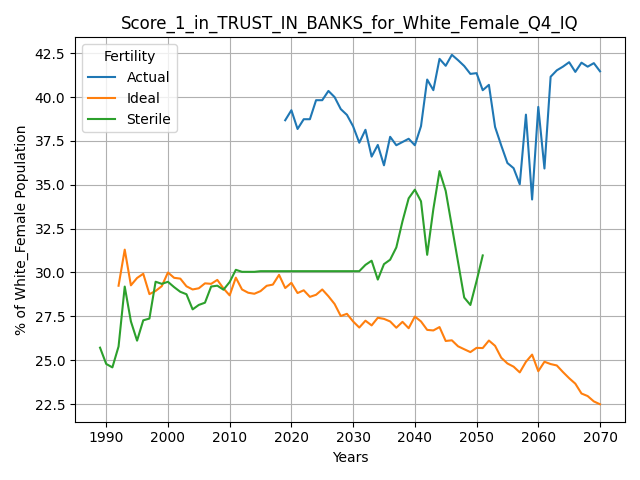 Score_1_in_TRUST_IN_BANKS_for_White_Female_Q4_IQ
Fertility
Actual
Ideal
Sterile
% of White_Female Population
42.5
40.0
37.5
35.0
32.5
30.0
27.5
25.0
22.5
1990 2000 2010 2020 2030 2040 2050 2060 2070
Years